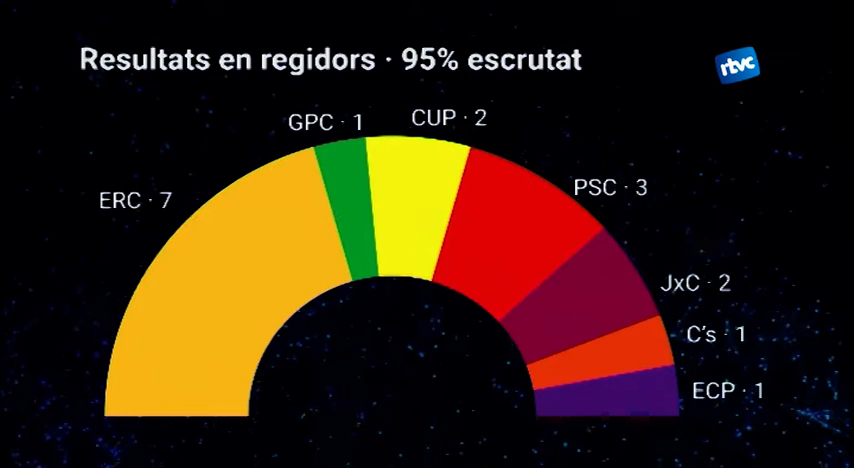 Resultats en regidors · 95% escrutat
rtvc
GPC · 1
CUP · 2
ERC · 7
PSC · 3
JxC · 2
C's · 1
ECP · 1